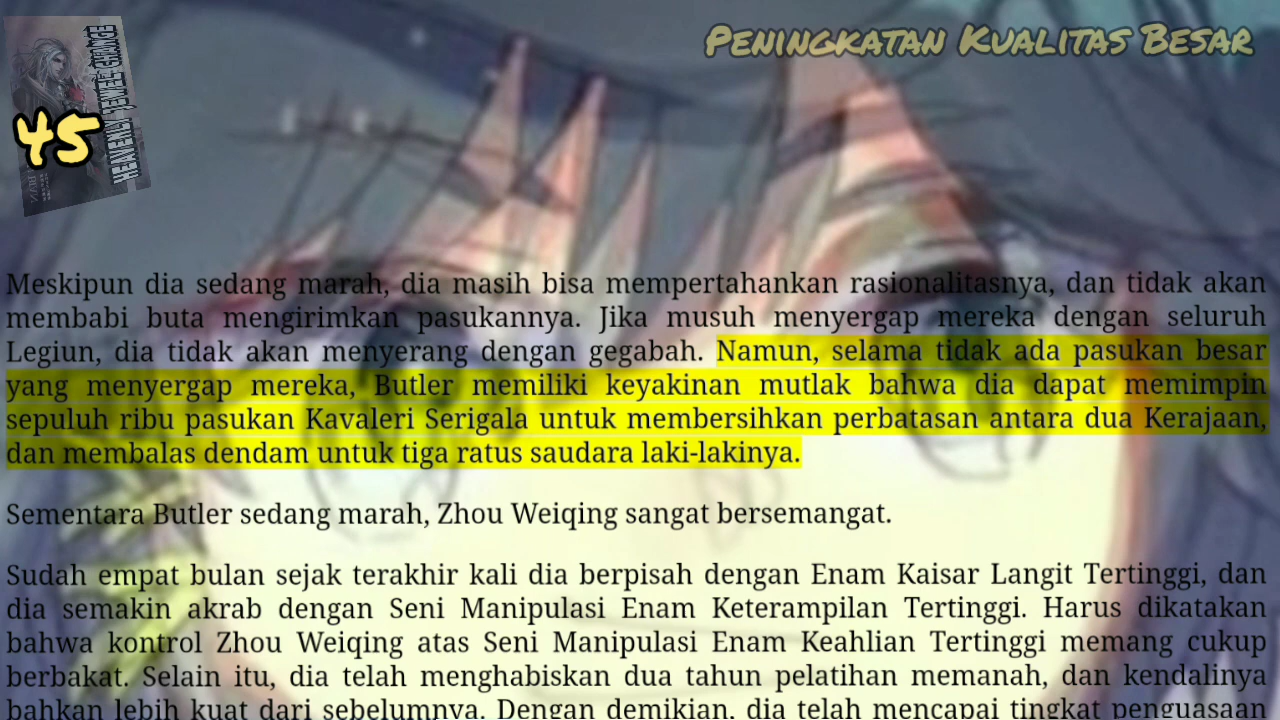 Peningkatan Kualitas Besar
HEAVENLY JEWEL CHANGE
45
Meskipun dia sedang marah, dia masih bisa mempertahankan rasionalitasnya, dan tidak akan
membabi buta mengirimkan pasukannya. Jika musuh menyergap mereka dengan seluruh
Legiun, dia tidak akan menyerang dengan gegabah. Namun, selama tidak ada pasukan besar
yang menyergap mereka, Butler memiliki keyakinan mutlak bahwa dia dapat memimpin
sepuluh ribu pasukan Kavaleri Serigala untuk membersihkan perbatasan antara dua Kerajaan,
dan membalas dendam untuk tiga ratus saudara laki-lakinya.
Sementara Butler sedang marah, Zhou Weiqing sangat bersemangat.
Sudah empat bulan sejak terakhir kali dia berpisah dengan Enam Kaisar Langit Tertinggi, dan
dia semakin akrab dengan Seni Manipulasi Enam Keterampilan Tertinggi. Harus dikatakan
bahwa kontrol Zhou Weiqing atas Seni Manipulasi Enam Keahlian Tertinggi memang cukup
berbakat. Selain itu, dia telah menghabiskan dua tahun pelatihan memanah, dan kendalinya
bahkan lebih kuat dari sebelumnya. Dengan demikian, dia telah mencapai tingkat penguasaan